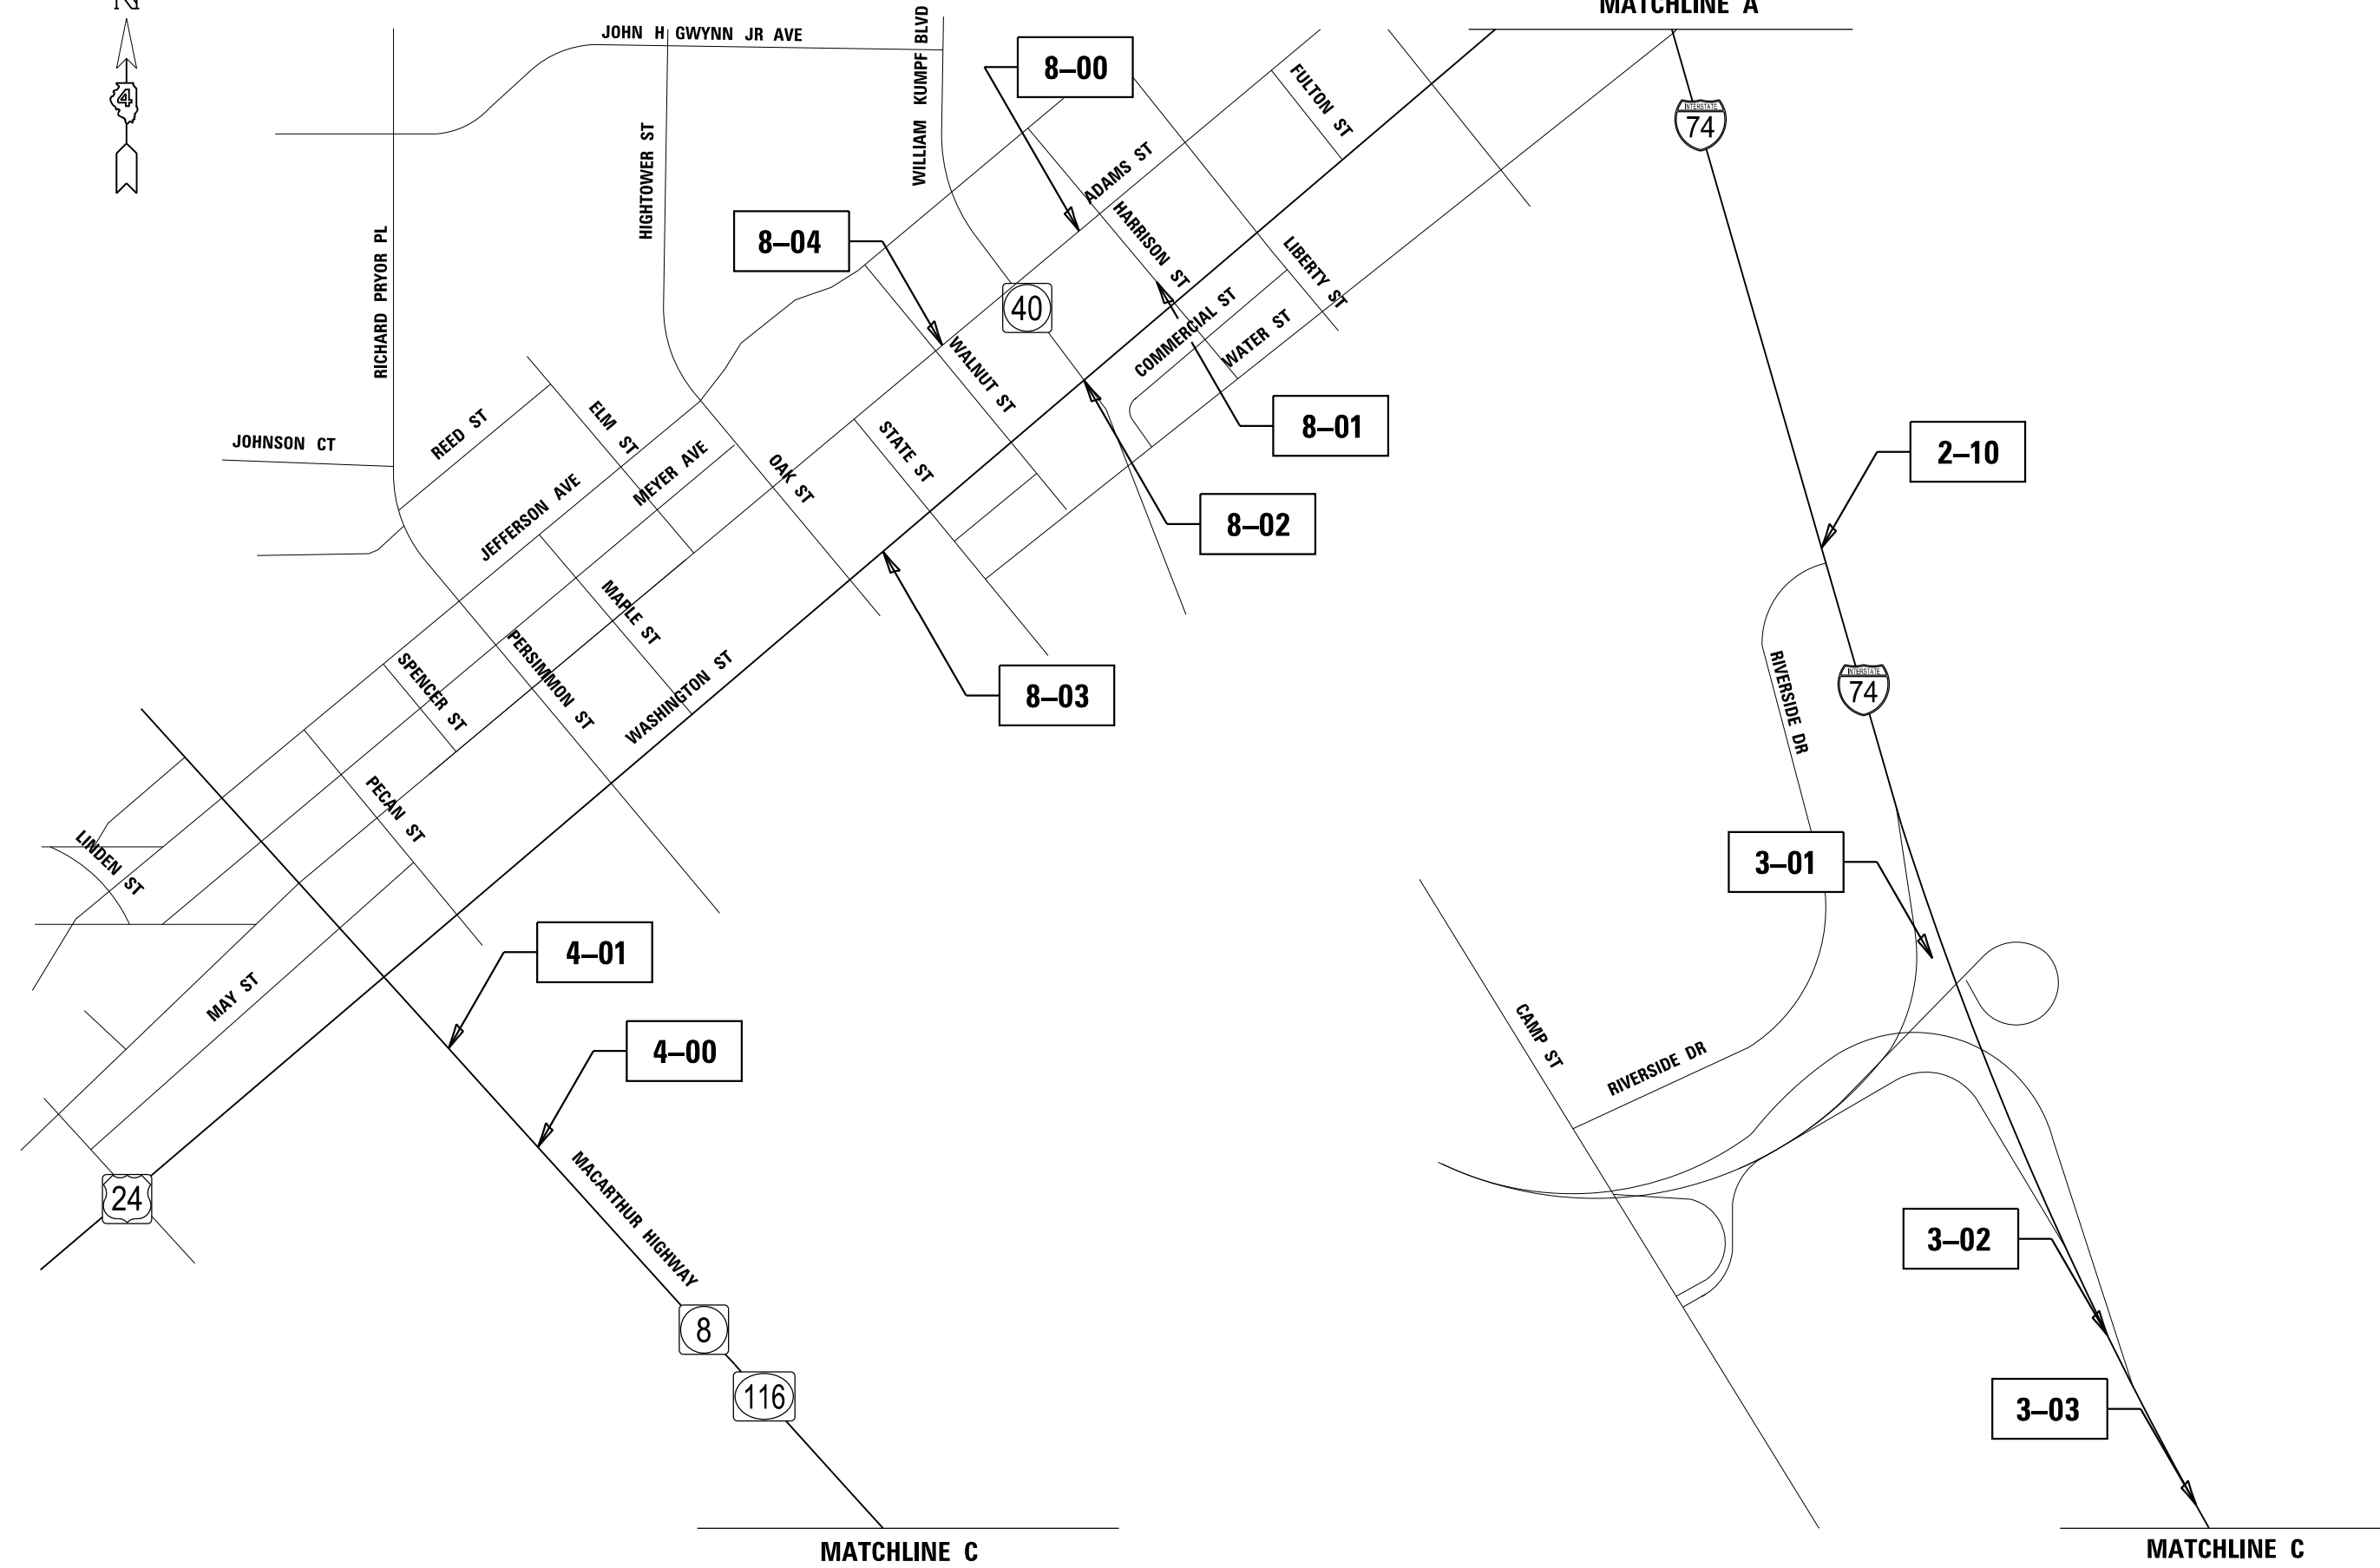 MATCHLINE A
N
JOHN H GWYNN JR AVE
WILLIAM KUMPF BLVD
8–00
FULTON ST
INTERSTATE
74
4
HIGHTOWER ST
ADAMS ST
RICHARD PRYOR PL
8–04
HARRISON ST
LIBERTY ST
40
COMMERCIAL ST
WATER ST
WALNUT ST
8–01
2–10
JOHNSON CT
REED ST
ELM ST
JEFFERSON AVE
MEYER AVE
OAK ST
STATE ST
8–02
MAPLE ST
PERSIMMON ST
SPENCER ST
WASHINGTON ST
8–03
RIVERSIDE DR
INTERSTATE
74
PECAN ST
LINDEN ST
3–01
4–01
MAY ST
4–00
CAMP ST
RIVERSIDE DR
24
MACARTHUR HIGHWAY
3–02
8
116
3–03
MATCHLINE C
MATCHLINE C